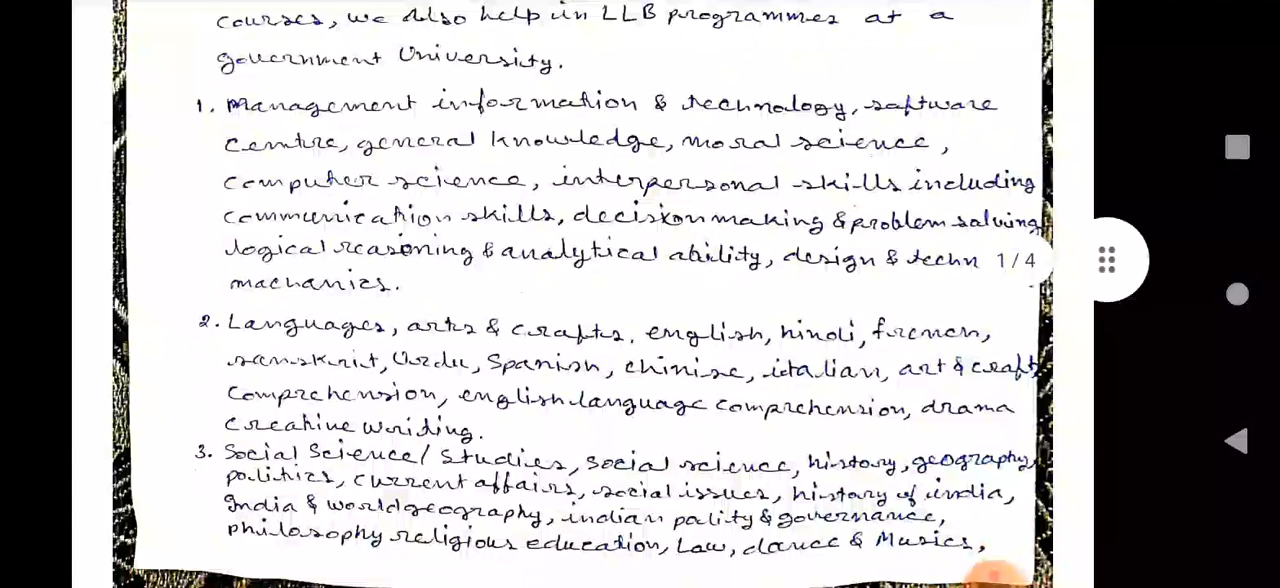 courses, we also help in LLB programmes at a
government University.
1. Management information & technology, software
centre, general knowledge, moral science,
computer science, interpersonal skills including
communication skills, decision making & problem solving
logical reasoning & analytical ability, design & techn 1/4
machanics.
2. Languages, arts & crafts, english, hindi, french,
sanskrit, Urdu, Spanish, chinise, italian, art & craft,
comprehension, english language comprehension, drama
creative writing.
3. Social Science/ Studies, social science, history, geography,
politics, current affairs, social issues, history of india,
India & world geography, indian polity & governance,
philosophy religious education, Law, dance & Musics,